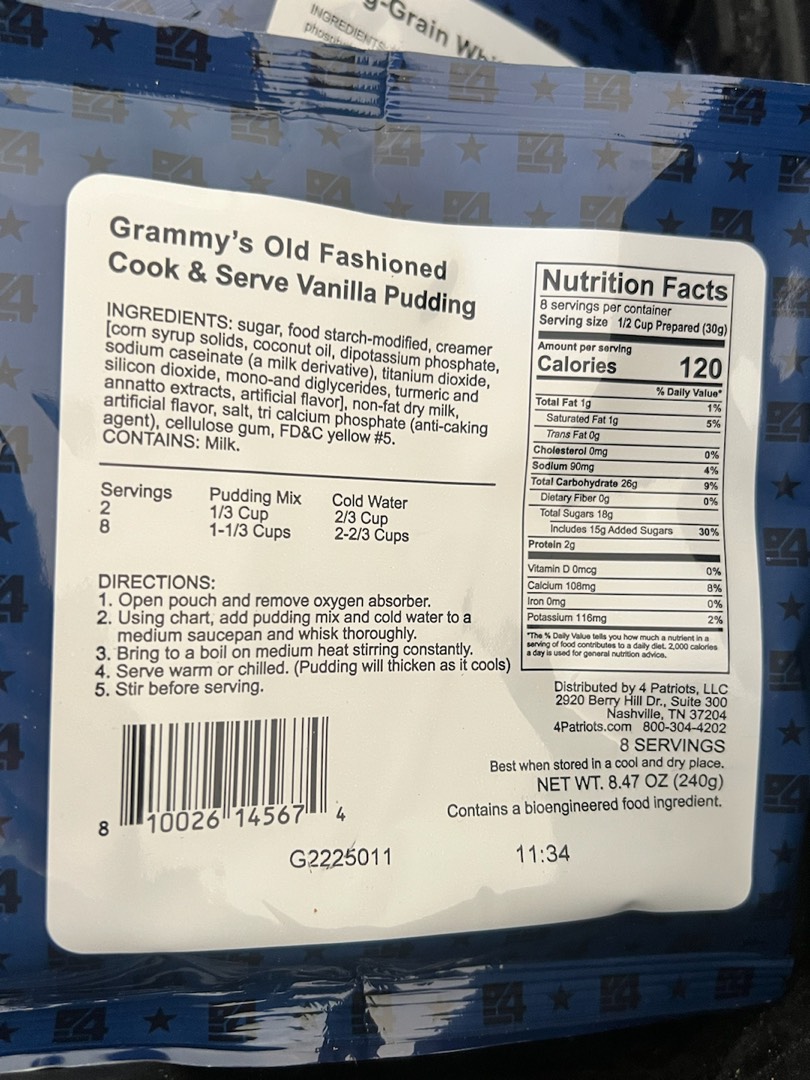 g-Grain Whi
INGREDIENTS
Grammy's Old Fashioned
Cook & Serve Vanilla Pudding
INGREDIENTS: sugar, food starch-modified, creamer
[corn syrup solids, coconut oil, dipotassium phosphate,
sodium caseinate (a milk derivative), titanium dioxide,
silicon dioxide, mono-and diglycerides, turmeric and
annatto extracts, artificial flavor], non-fat dry milk,
artificial flavor, salt, tri calcium phosphate (anti-caking
agent), cellulose gum, FD&C yellow #5.
CONTAINS: Milk.
Servings Pudding Mix Cold Water
2 1/3 Cup 2/3 Cup
8 1-1/3 Cups 2-2/3 Cups
DIRECTIONS:
1. Open pouch and remove oxygen absorber.
2. Using chart, add pudding mix and cold water to a
medium saucepan and whisk thoroughly.
3. Bring to a boil on medium heat stirring constantly.
4. Serve warm or chilled. (Pudding will thicken as it cools)
5. Stir before serving.
8 10026 14567 4
G2225011 11:34
Nutrition Facts
8 servings per container
Serving size 1/2 Cup Prepared (30g)
Amount per serving
Calories 120
% Daily Value*
Total Fat 1g 1%
Saturated Fat 1g 5%
Trans Fat 0g
Cholesterol 0mg 0%
Sodium 90mg 4%
Total Carbohydrate 26g 9%
Dietary Fiber 0g 0%
Total Sugars 18g
Includes 15g Added Sugars 30%
Protein 2g
Vitamin D 0mcg 0%
Calcium 108mg 8%
Iron 0mg 0%
Potassium 116mg 2%
*The % Daily Value tells you how much a nutrient in a
serving of food contributes to a daily diet. 2,000 calories
a day is used for general nutrition advice.
Distributed by 4 Patriots, LLC
2920 Berry Hill Dr., Suite 300
Nashville, TN 37204
4Patriots.com 800-304-4202
8 SERVINGS
Best when stored in a cool and dry place.
NET WT. 8.47 OZ (240g)
Contains a bioengineered food ingredient.